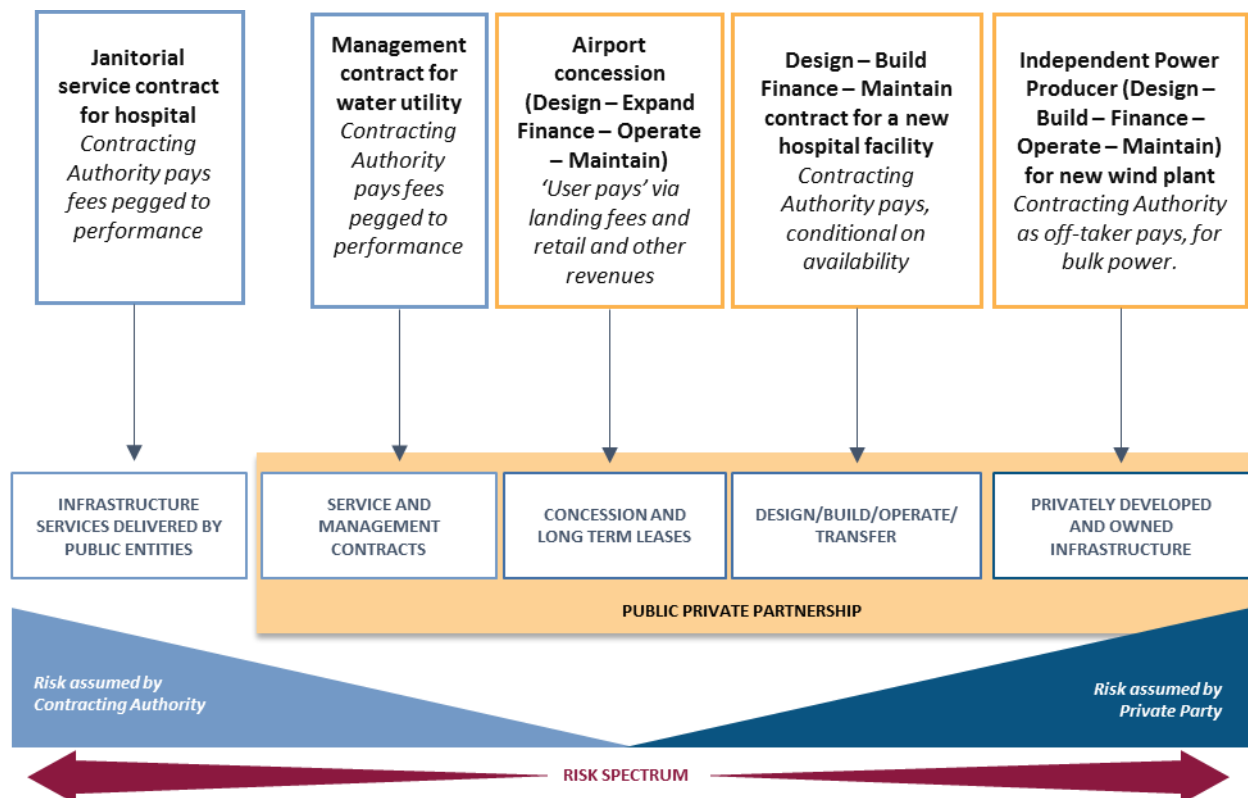 Janitorial
service contract
for hospital
Contracting
Authority pays
fees pegged to
performance
Management
contract for
water utility
Contracting
Authority
pays fees
pegged to
performance
Airport
concession
(Design – Expand
Finance – Operate
– Maintain)
‘User pays’ via
landing fees and
retail and other
revenues
Design – Build
Finance – Maintain
contract for a new
hospital facility
Contracting
Authority pays,
conditional on
availability
Independent Power
Producer (Design –
Build – Finance –
Operate – Maintain)
for new wind plant
Contracting Authority
as off-taker pays, for
bulk power.
INFRASTRUCTURE
SERVICES DELIVERED BY
PUBLIC ENTITIES
SERVICE AND
MANAGEMENT
CONTRACTS
CONCESSION AND
LONG TERM LEASES
DESIGN/BUILD/OPERATE/
TRANSFER
PRIVATELY DEVELOPED
AND OWNED
INFRASTRUCTURE
PUBLIC PRIVATE PARTNERSHIP
Risk assumed by
Contracting Authority
Risk assumed by
Private Party
RISK SPECTRUM